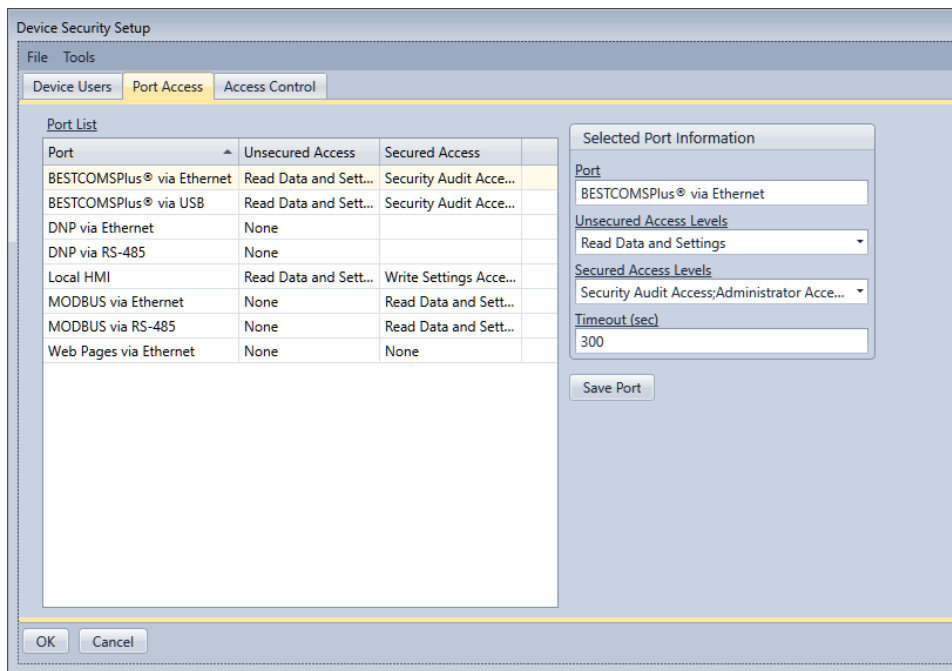 Device Security Setup
File Tools
Device Users Port Access Access Control
Port List
Port Unsecured Access Secured Access
BESTCOMSPlus® via Ethernet Read Data and Sett... Security Audit Acce...
BESTCOMSPlus® via USB Read Data and Sett... Security Audit Acce...
DNP via Ethernet None
DNP via RS-485 None
Local HMI Read Data and Sett... Write Settings Acce...
MODBUS via Ethernet None Read Data and Sett...
MODBUS via RS-485 None Read Data and Sett...
Web Pages via Ethernet None None
Selected Port Information
Port
BESTCOMSPlus® via Ethernet
Unsecured Access Levels
Read Data and Settings
Secured Access Levels
Security Audit Access;Administrator Acce...
Timeout (sec)
300
Save Port
OK Cancel